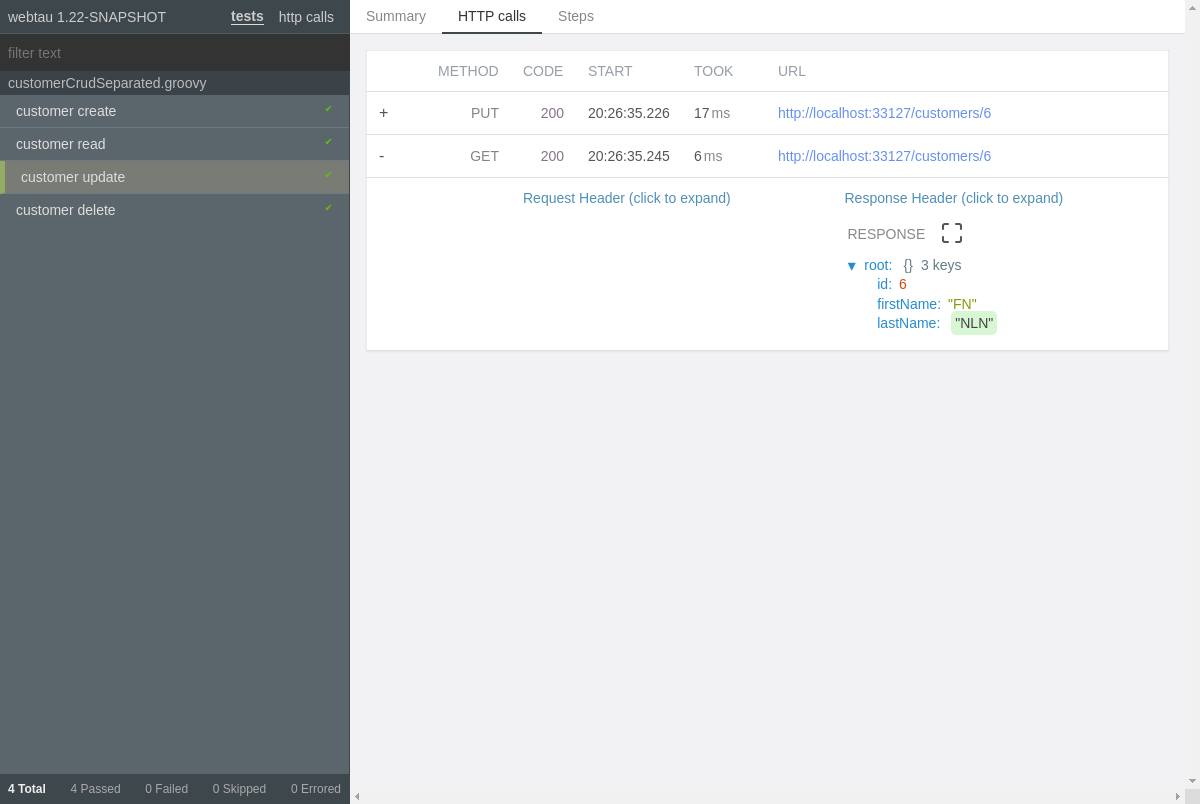 webtau 1.22-SNAPSHOT tests http calls
filter text
customerCrudSeparated.groovy
customer create ✔
customer read ✔
customer update ✔
customer delete ✔
4 Total 4 Passed 0 Failed 0 Skipped 0 Errored
Summary HTTP calls Steps
METHOD CODE START TOOK URL
+ PUT 200 20:26:35.226 17 ms http://localhost:33127/customers/6
- GET 200 20:26:35.245 6 ms http://localhost:33127/customers/6
Request Header (click to expand) Response Header (click to expand)
RESPONSE
▼ root: {} 3 keys
id: 6
firstName: "FN"
lastName: "NLN"